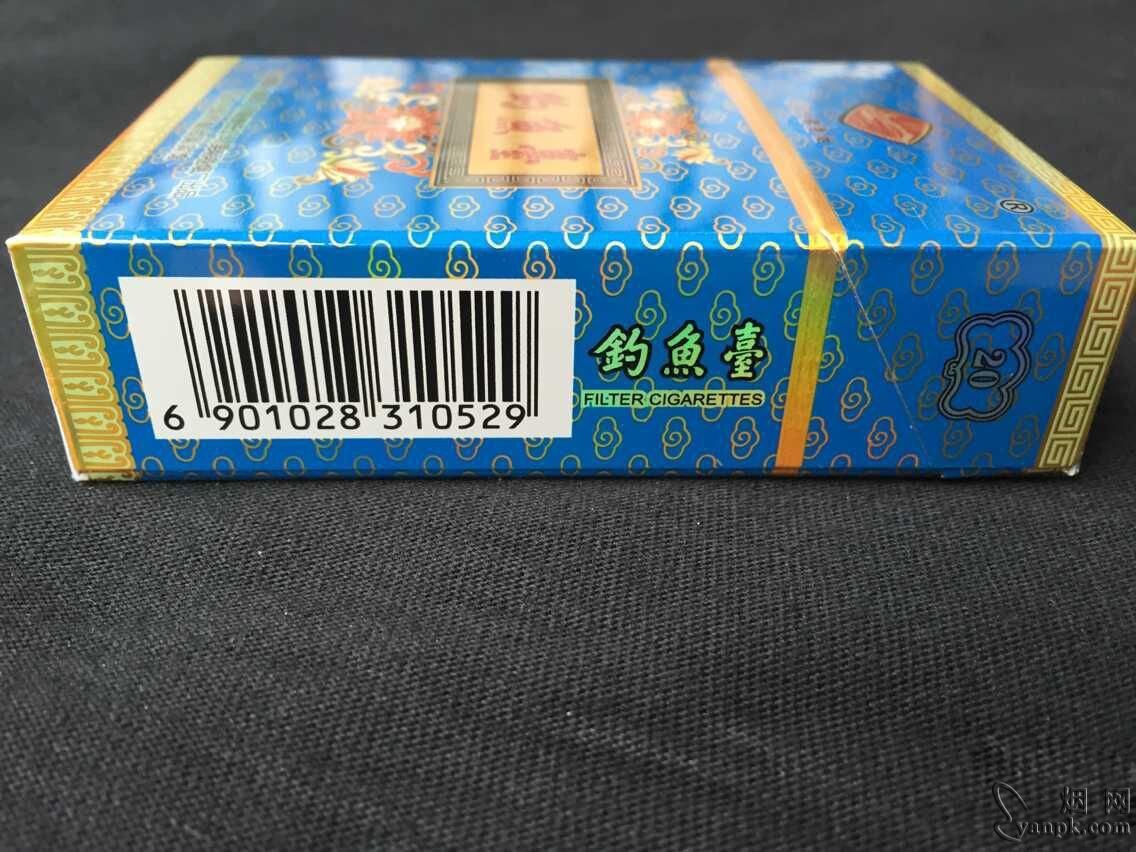 ®
釣魚臺
FILTER CIGARETTES
20
6 901028 310529
烟网
yanpk.com